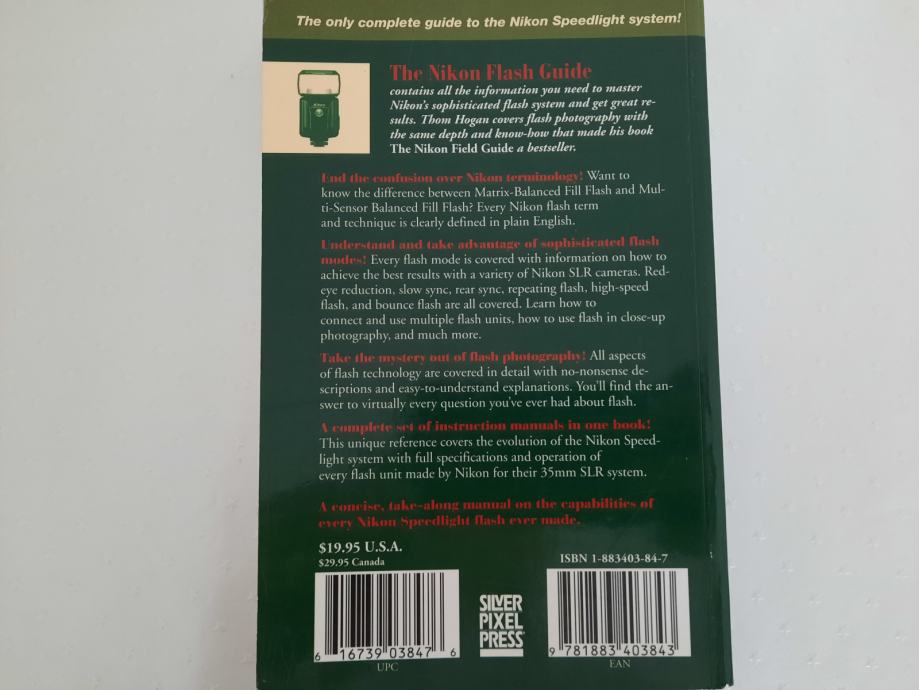 The only complete guide to the Nikon Speedlight system!
The Nikon Flash Guide
contains all the information you need to master
Nikon's sophisticated flash system and get great re-
sults. Thom Hogan covers flash photography with
the same depth and know-how that made his book
The Nikon Field Guide a bestseller.
End the confusion over Nikon terminology! Want to
know the difference between Matrix-Balanced Fill Flash and Mul-
ti-Sensor Balanced Fill Flash? Every Nikon flash term
and technique is clearly defined in plain English.
Understand and take advantage of sophisticated flash
modes! Every flash mode is covered with information on how to
achieve the best results with a variety of Nikon SLR cameras. Red-
eye reduction, slow sync, rear sync, repeating flash, high-speed
flash, and bounce flash are all covered. Learn how to
connect and use multiple flash units, how to use flash in close-up
photography, and much more.
Take the mystery out of flash photography! All aspects
of flash technology are covered in detail with no-nonsense de-
scriptions and easy-to-understand explanations. You'll find the an-
swer to virtually every question you've ever had about flash.
A complete set of instruction manuals in one book!
This unique reference covers the evolution of the Nikon Speed-
light system with full specifications and operation of
every flash unit made by Nikon for their 35mm SLR system.
A concise, take-along manual on the capabilities of
every Nikon Speedlight flash ever made.
$19.95 U.S.A.
$29.95 Canada
ISBN 1-883403-84-7
6 16739 03847 6
UPC
SILVER
PIXEL
PRESS
9 781883 403843
EAN